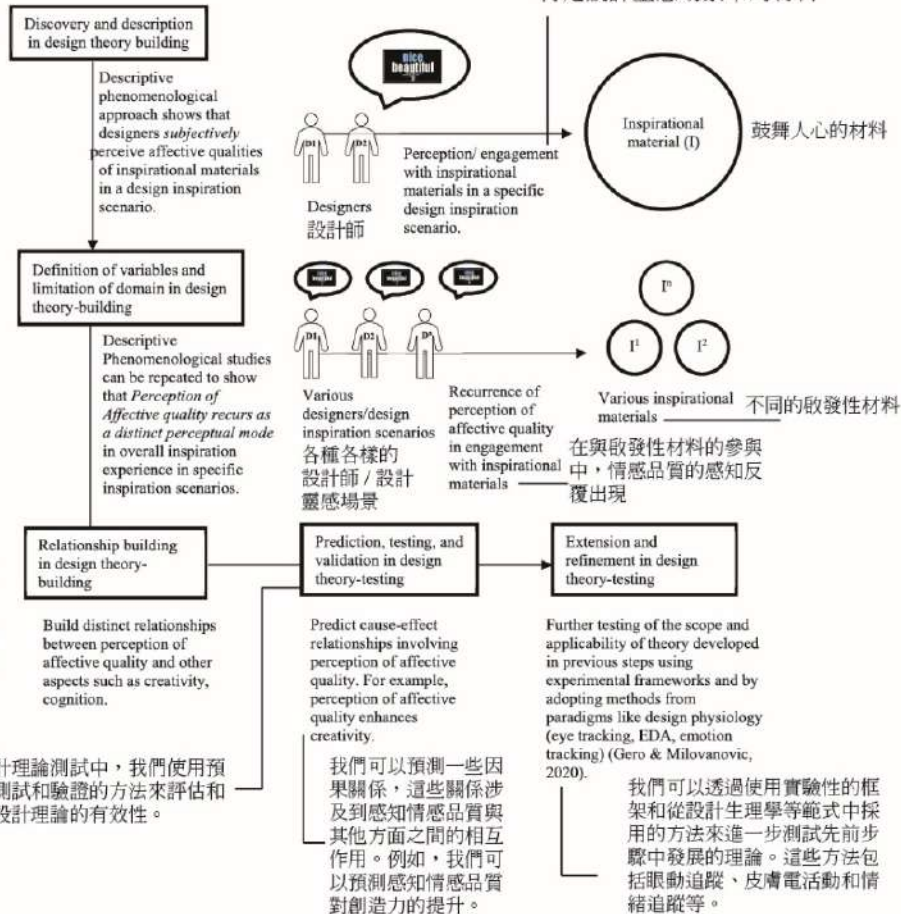 Discovery and description
in design theory building
Descriptive
phenomenological
approach shows that
designers subjectively
perceive affective qualities
of inspirational materials
in a design inspiration
scenario.
nice
beautiful
D1
D2
Designers
設計師
Perception/ engagement
with inspirational
materials in a specific
design inspiration
scenario.
Inspirational
material (I)
鼓舞人心的材料
Definition of variables and
limitation of domain in design
theory-building
Descriptive
Phenomenological studies
can be repeated to show
that Perception of
Affective quality recurs as
a distinct perceptual mode
in overall inspiration
experience in specific
inspiration scenarios.
D1
D2
Various
designers/design
inspiration scenarios
各種各樣的
設計師 / 設計
靈感場景
Recurrence of
perception of
affective quality
in engagement
with inspirational
materials
在與啟發性材料的參與
中，情感品質的感知反
覆出現
Iⁿ
I¹
I²
Various inspirational
materials
不同的啟發性材料
Relationship building
in design theory-
building
Build distinct relationships
between perception of
affective quality and other
aspects such as creativity,
cognition.
Prediction, testing, and
validation in design
theory-testing
Predict cause-effect
relationships involving
perception of affective
quality. For example,
perception of affective
quality enhances
creativity.
Extension and
refinement in design
theory-testing
Further testing of the scope and
applicability of theory developed
in previous steps using
experimental frameworks and by
adopting methods from
paradigms like design physiology
(eye tracking, EDA, emotion
tracking) (Gero & Milovanovic,
2020).
計理論測試中，我們使用預
測試和驗證的方法來評估和
設計理論的有效性。
我們可以預測一些因
果關係，這些關係涉
及到感知情感品質與
其他方面之間的相互
作用。例如，我們可
以預測感知情感品質
對創造力的提升。
我們可以透過使用實驗性的框
架和從設計生理學等範式中採
用的方法來進一步測試先前步
驟中發展的理論。這些方法包
括眼動追蹤、皮膚電活動和情
緒追蹤等。